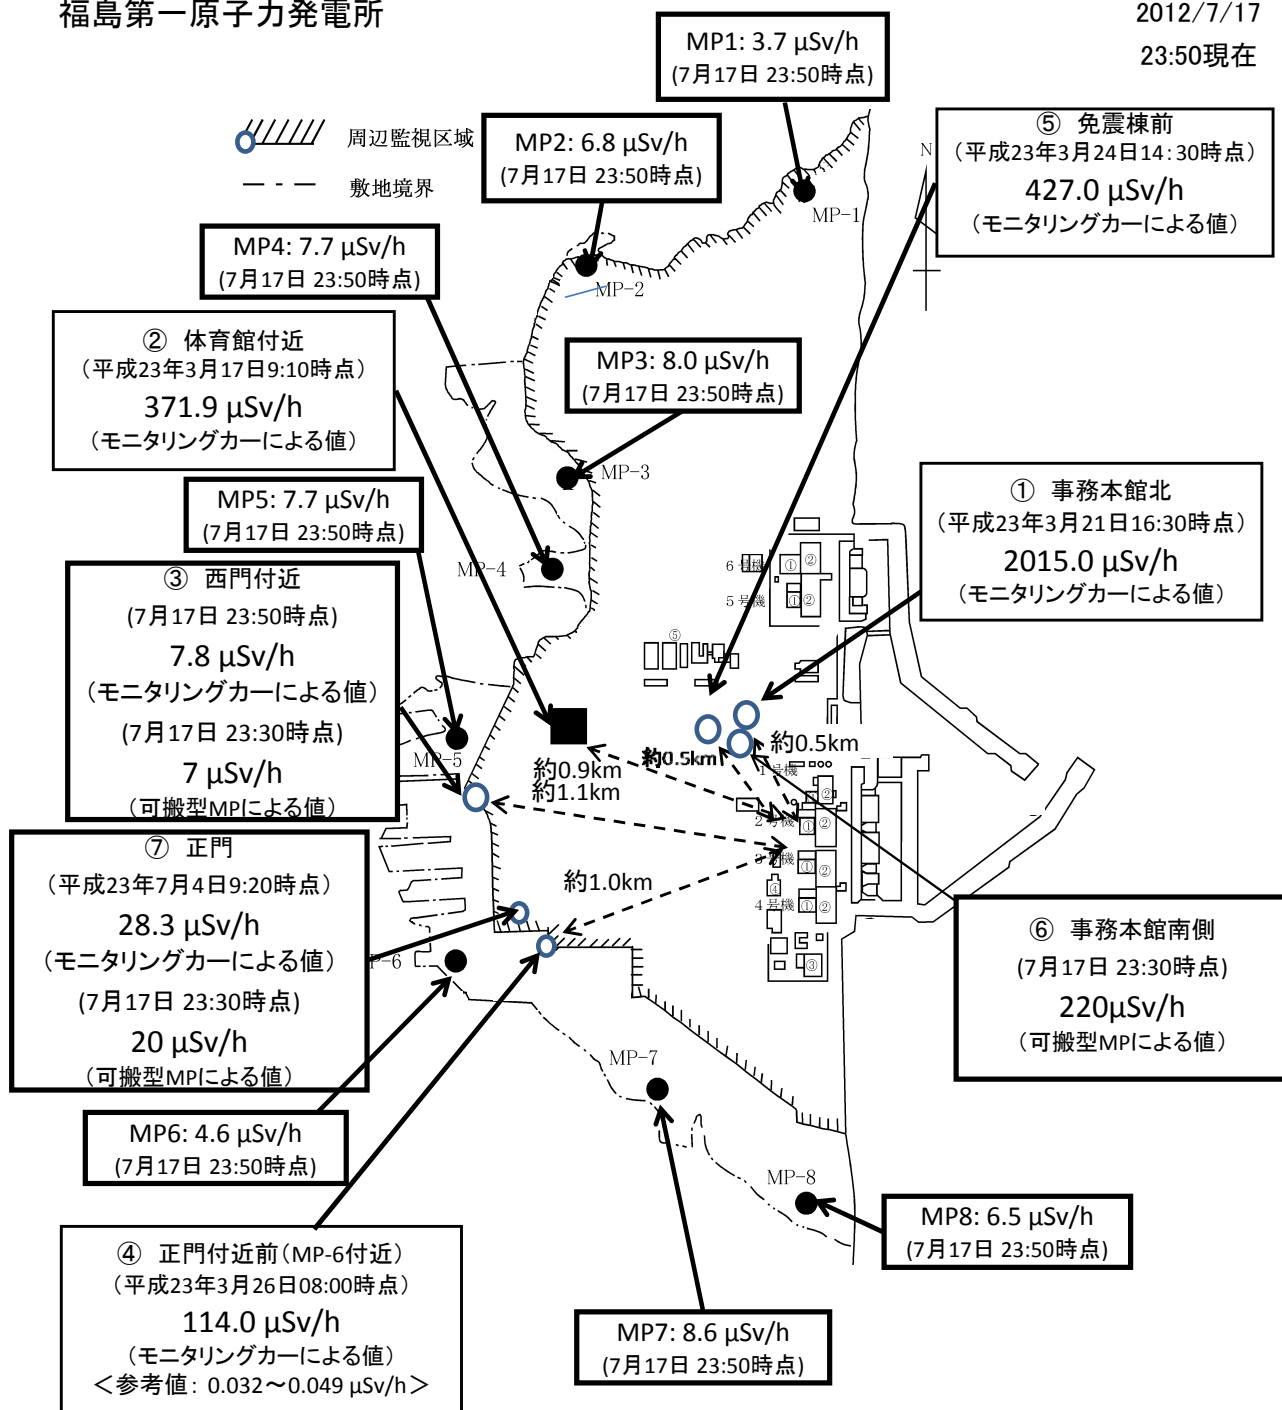 福島第一原子力発電所
2012/7/17
23:50現在
MP1: 3.7 μSv/h
(7月17日 23:50時点)
周辺監視区域
敷地境界
MP2: 6.8 μSv/h
(7月17日 23:50時点)
⑤ 免震棟前
（平成23年3月24日14:30時点）
427.0 μSv/h
（モニタリングカーによる値）
N
MP-1
MP4: 7.7 μSv/h
(7月17日 23:50時点)
MP-2
② 体育館付近
（平成23年3月17日9:10時点）
371.9 μSv/h
（モニタリングカーによる値）
MP3: 8.0 μSv/h
(7月17日 23:50時点)
MP-3
MP5: 7.7 μSv/h
(7月17日 23:50時点)
① 事務本館北
（平成23年3月21日16:30時点）
2015.0 μSv/h
（モニタリングカーによる値）
MP-4
③ 西門付近
(7月17日 23:50時点)
7.8 μSv/h
（モニタリングカーによる値）
(7月17日 23:30時点)
7 μSv/h
（可搬型MPによる値）
6号機
① ②
5号機
① ②
⑤
MP-5
約0.9km
約1.1km
約0.5km
約0.5km
1号機
②
2号機
① ②
3号機
① ②
④
4号機
① ②
③
約1.0km
⑦ 正門
（平成23年7月4日9:20時点）
28.3 μSv/h
（モニタリングカーによる値）
(7月17日 23:30時点)
20 μSv/h
（可搬型MPによる値）
P-6
⑥ 事務本館南側
(7月17日 23:30時点)
220μSv/h
（可搬型MPによる値）
MP-7
MP6: 4.6 μSv/h
(7月17日 23:50時点)
MP-8
MP8: 6.5 μSv/h
(7月17日 23:50時点)
④ 正門付近前（MP-6付近）
（平成23年3月26日08:00時点）
114.0 μSv/h
（モニタリングカーによる値）
＜参考値: 0.032～0.049 μSv/h＞
MP7: 8.6 μSv/h
(7月17日 23:50時点)